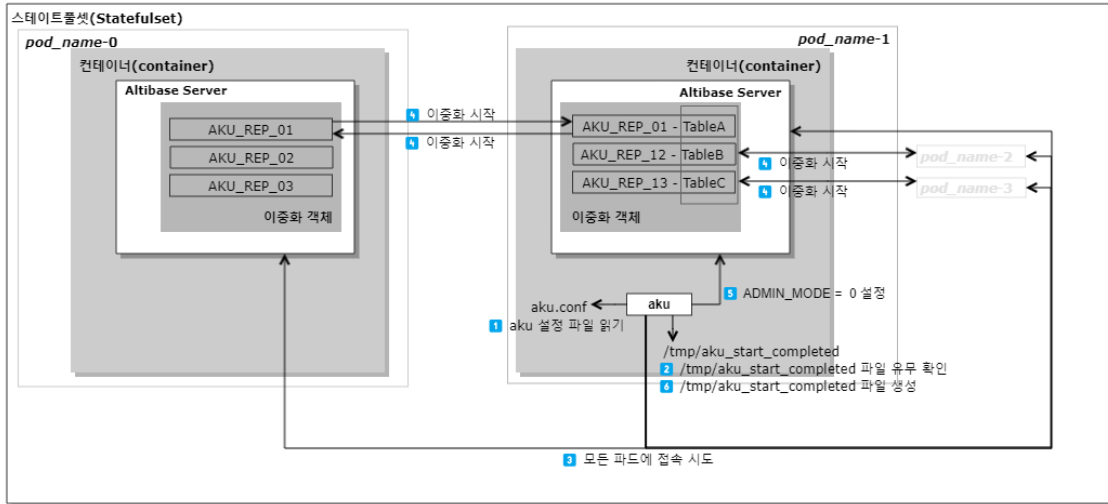 스테이트풀셋(Statefulset)
pod_name-0
컨테이너(container)
Altibase Server
AKU_REP_01
AKU_REP_02
AKU_REP_03
이중화 객체
4 이중화 시작
4 이중화 시작
pod_name-1
컨테이너(container)
Altibase Server
AKU_REP_01 - TableA
AKU_REP_12 - TableB
AKU_REP_13 - TableC
이중화 객체
4 이중화 시작
4 이중화 시작
pod_name-2
pod_name-3
5 ADMIN_MODE = 0 설정
aku.conf
aku
1 aku 설정 파일 읽기
/tmp/aku_start_completed
2 /tmp/aku_start_completed 파일 유무 확인
6 /tmp/aku_start_completed 파일 생성
3 모든 파드에 접속 시도